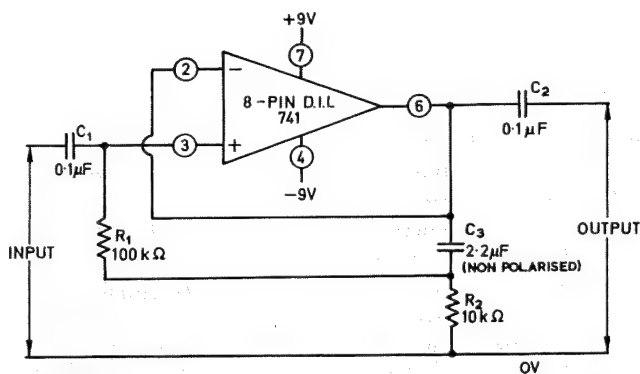 +9V
7
2
−
8-PIN D.I.L
741
6
C2
0·1μF
C1
0·1μF
3
+
4
−9V
C3
2·2μF
(NON POLARISED)
INPUT
R1
100kΩ
OUTPUT
R2
10kΩ
0V